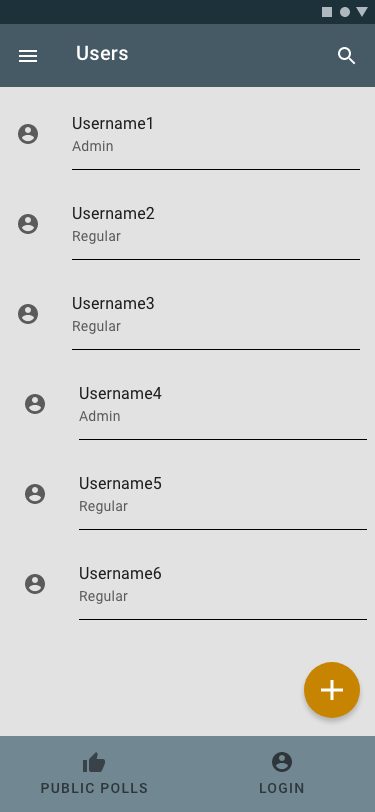 Users
Username1
Admin
Username2
Regular
Username3
Regular
Username4
Admin
Username5
Regular
Username6
Regular
PUBLIC POLLS
LOGIN